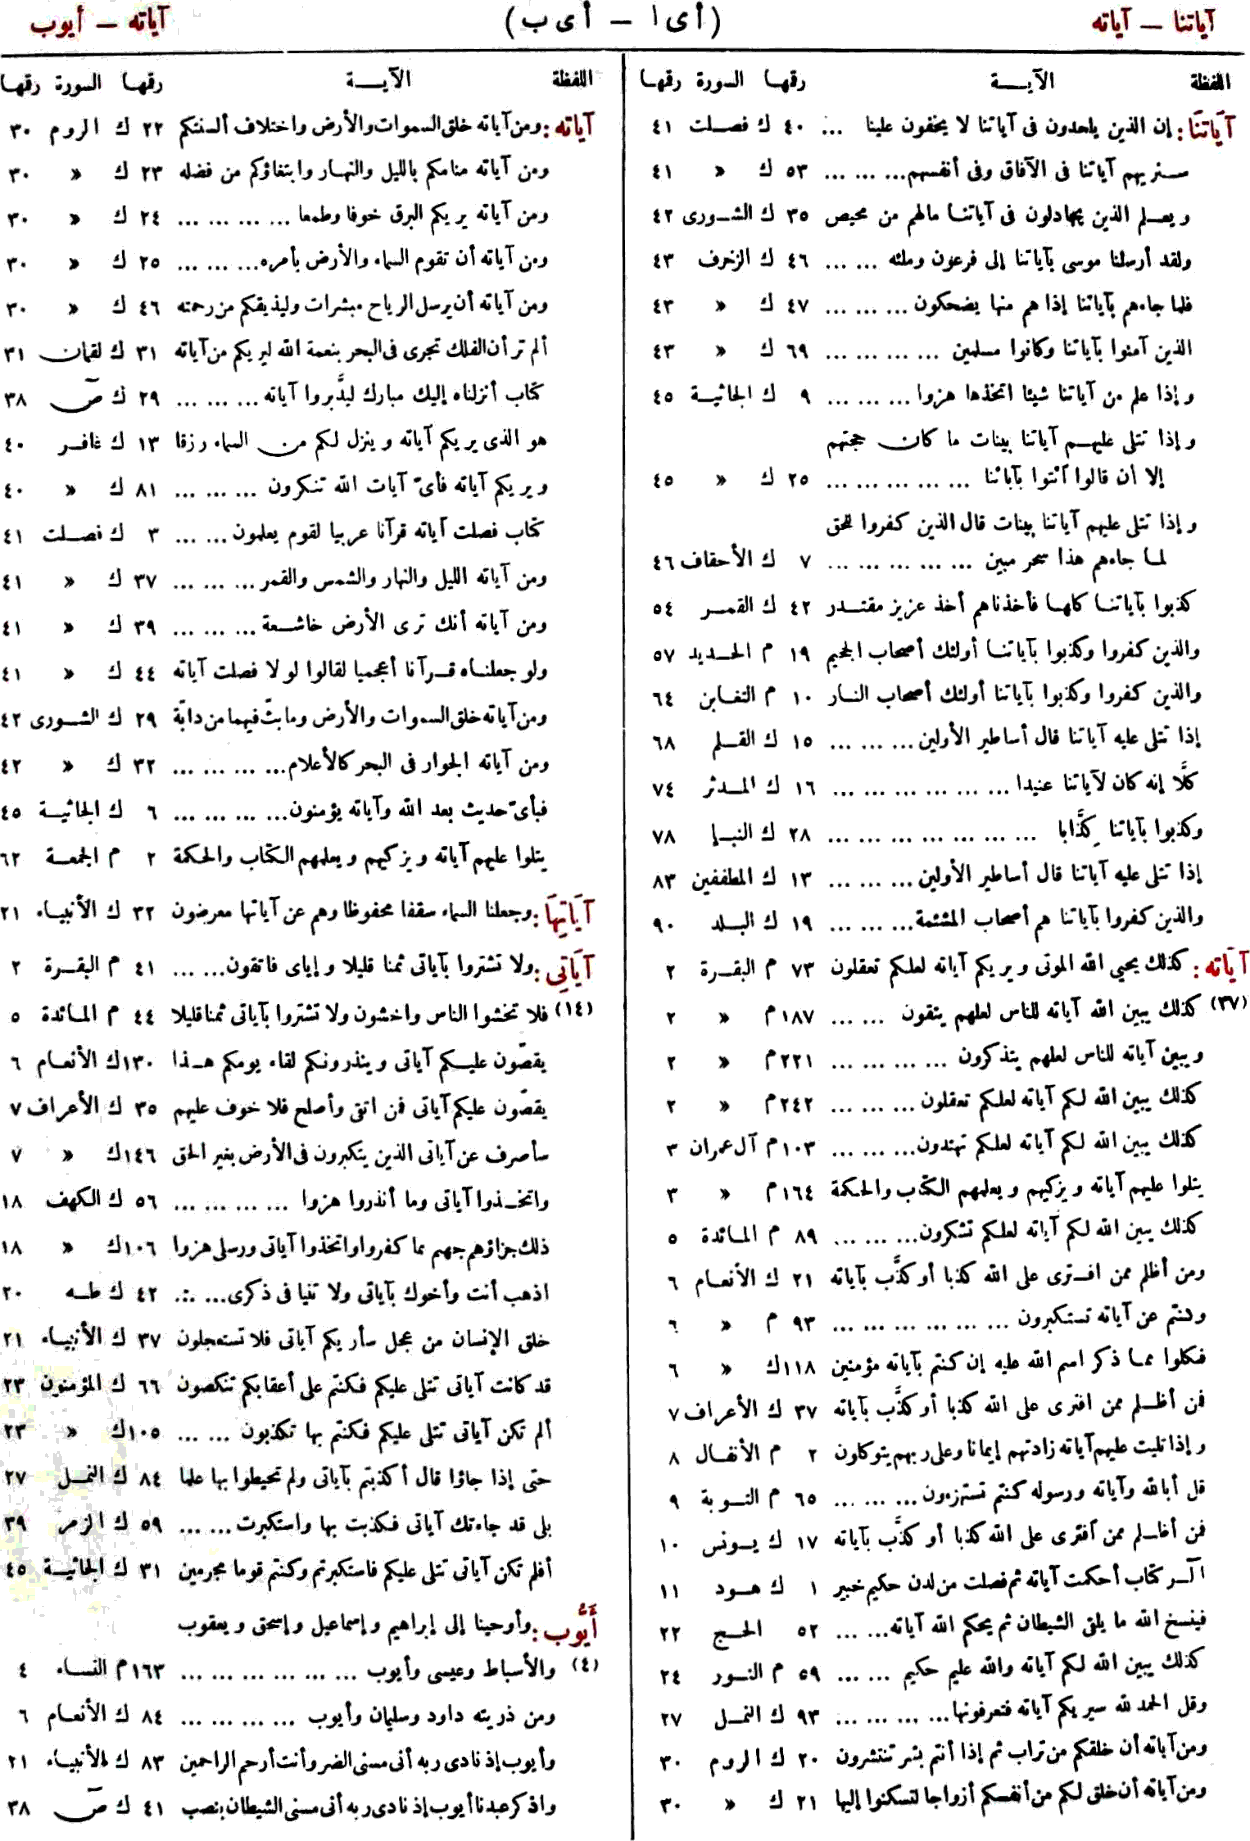 آياتنا — آياته
(أى ا — أى ب)
آياته — أيوب
اللفظة الآيـــة رقمها السورة رقمها
آيَاتِنَا: إن الذين يلحدون فى آياتنا لا يخفون علينا ... ٤٠ ك فصلت ٤١
سنريهم آياتنا فى الآفاق وفى أنفسهم... ... ... ٥٣ ك » ٤١
ويعلم الذين يجادلون فى آياتنا مالهم من محيص ٣٥ ك الشورى ٤٢
ولقد أرسلنا موسى بآياتنا إلى فرعون وملئه ... ... ٤٦ ك الزخرف ٤٣
فلما جاءهم بآياتنا إذا هم منها يضحكون ... ... ... ٤٧ ك » ٤٣
الذين آمنوا بآياتنا وكانوا مسلمين ... ... ... ... ٦٩ ك » ٤٣
وإذا علم من آياتنا شيئا اتخذها هزوا ... ... ... ٩ ك الجاثية ٤٥
وإذا تتلى عليهم آياتنا بينات ما كان حجتهم
إلا أن قالوا ائتوا بآبائنا ... ... ... ... ... ٢٥ ك » ٤٥
وإذا تتلى عليهم آياتنا بينات قال الذين كفروا للحق
لما جاءهم هذا سحر مبين ... ... ... ... ... ٧ ك الأحقاف ٤٦
كذبوا بآياتنا كلها فأخذناهم أخذ عزيز مقتدر ٤٢ ك القمر ٥٤
والذين كفروا وكذبوا بآياتنا أولئك أصحاب الجحيم ١٩ م الحديد ٥٧
والذين كفروا وكذبوا بآياتنا أولئك أصحاب النار ١٠ م التغابن ٦٤
إذا تتلى عليه آياتنا قال أساطير الأولين... ... ... ١٥ ك القلم ٦٨
كلَّا إنه كان لآياتنا عنيدا ... ... ... ... ... ... ١٦ ك المدثر ٧٤
وكذبوا بآياتنا كِذَّابا ... ... ... ... ... ... ... ٢٨ ك النبإ ٧٨
إذا تتلى عليه آياتنا قال أساطير الأولين... ... ... ١٣ ك المطففين ٨٣
والذين كفروا بآياتنا هم أصحاب المشئمة... ... ... ١٩ ك البلد ٩٠
آيَاته: كذلك يحيي الله الموتى ويريكم آياته لعلكم تعقلون ٧٣ م البقرة ٢
(٣٧) كذلك يبين الله آياته للناس لعلهم يتقون ... ... ١٨٧ م » ٢
ويبين آياته للناس لعلهم يتذكرون ... ... ... ... ٢٢١ م » ٢
كذلك يبين الله لكم آياته لعلكم تعقلون ... ... ... ٢٤٢ م » ٢
كذلك يبين الله لكم آياته لعلكم تهتدون... ... ... ١٠٣ م آل عمران ٣
يتلوا عليهم آياته ويزكيهم ويعلمهم الكتاب والحكمة ١٦٤ م » ٣
كذلك يبين الله لكم آياته لعلكم تشكرون... ... ... ٨٩ م المائدة ٥
ومن أظلم ممن افترى على الله كذبا أو كذَّب بآياته ٢١ ك الأنعام ٦
وكنتم عن آياته تستكبرون ... ... ... ... ... ... ٩٣ م » ٦
فكلوا مما ذكر اسم الله عليه إن كنتم بآياته مؤمنين ١١٨ ك » ٦
فمن أظلم ممن افترى على الله كذبا أو كذَّب بآياته ٣٧ ك الأعراف ٧
وإذا تليت عليهم آياته زادتهم إيمانا وعلى ربهم يتوكلون ٢ م الأنفال ٨
قل أبالله وآياته ورسوله كنتم تستهزءون... ... ... ٦٥ م التوبة ٩
فمن أظلم ممن افترى على الله كذبا أو كذَّب بآياته ١٧ ك يونس ١٠
الٓر كتاب أحكمت آياته ثم فصلت من لدن حكيم خبير ١ ك هود ١١
فينسخ الله ما يلقى الشيطان ثم يحكم الله آياته... ... ٥٢ الحج ٢٢
كذلك يبين الله لكم آياته والله عليم حكيم ... ... ٥٩ م النور ٢٤
وقل الحمد لله سيريكم آياته فتعرفونها... ... ... ... ٩٣ ك النمل ٢٧
ومن آياته أن خلقكم من تراب ثم إذا أنتم بشر تنتشرون ٢٠ ك الروم ٣٠
ومن آياته أن خلق لكم من أنفسكم أزواجا لتسكنوا إليها ٢١ ك » ٣٠
اللفظة الآيـــة رقمها السورة رقمها
آياته: ومن آياته خلق السموات والأرض واختلاف ألسنتكم ٢٢ ك الروم ٣٠
ومن آياته منامكم بالليل والنهار وابتغاؤكم من فضله ٢٣ ك » ٣٠
ومن آياته يريكم البرق خوفا وطمعا ... ... ... ... ٢٤ ك » ٣٠
ومن آياته أن تقوم السماء والأرض بأمره... ... ... ٢٥ ك » ٣٠
ومن آياته أن يرسل الرياح مبشرات وليذيقكم من رحمته ٤٦ ك » ٣٠
ألم تر أن الفلك تجرى فى البحر بنعمة الله ليريكم من آياته ٣١ ك لقمان ٣١
كتاب أنزلناه إليك مبارك ليدَّبروا آياته ... ... ... ٢٩ ك صٓ ٣٨
هو الذى يريكم آياته وينزل لكم من السماء رزقا ١٣ ك غافر ٤٠
ويريكم آياته فأىّ آيات الله تنكرون ... ... ... ٨١ ك » ٤٠
كتاب فصلت آياته قرآنا عربيا لقوم يعلمون... ... ٣ ك فصلت ٤١
ومن آياته الليل والنهار والشمس والقمر ... ... ... ٣٧ ك » ٤١
ومن آياته أنك ترى الأرض خاشعة ... ... ... ٣٩ ك » ٤١
ولو جعلناه قرآنا أعجميا لقالوا لولا فصلت آياته ٤٤ ك » ٤١
ومن آياته خلق السموات والأرض وما بثّ فيهما من دابّة ٢٩ ك الشورى ٤٢
ومن آياته الجوار فى البحر كالأعلام... ... ... ... ٣٢ ك » ٤٢
فبأىّ حديث بعد الله وآياته يؤمنون... ... ... ... ٦ ك الجاثية ٤٥
يتلوا عليهم آياته ويزكيهم ويعلمهم الكتاب والحكمة ٢ م الجمعة ٦٢
آيَاتِهَا: وجعلنا السماء سقفا محفوظا وهم عن آياتها معرضون ٣٢ ك الأنبياء ٢١
آيَاتِى: ولا تشتروا بآياتى ثمنا قليلا وإياى فاتقون... ... ٤١ م البقرة ٢
(١٤) فلا تخشوا الناس واخشون ولا تشتروا بآياتى ثمنا قليلا ٤٤ م المائدة ٥
يقصّون عليكم آياتى وينذرونكم لقاء يومكم هذا ١٣٠ ك الأنعام ٦
يقصّون عليكم آياتى فمن اتقى وأصلح فلا خوف عليهم ٣٥ ك الأعراف ٧
سأصرف عن آياتى الذين يتكبرون فى الأرض بغير الحق ١٤٦ ك » ٧
واتخذوا آياتى وما أنذروا هزوا ... ... ... ... ٥٦ ك الكهف ١٨
ذلك جزاؤهم جهنم بما كفروا واتخذوا آياتى ورسلى هزوا ١٠٦ ك » ١٨
اذهب أنت وأخوك بآياتى ولا تنيا فى ذكرى... ... ٤٢ ك طه ٢٠
خلق الإنسان من عجل سأريكم آياتى فلا تستعجلون ٣٧ ك الأنبياء ٢١
قد كانت آياتى تتلى عليكم فكنتم على أعقابكم تنكصون ٦٦ ك المؤمنون ٢٣
ألم تكن آياتى تتلى عليكم فكنتم بها تكذبون ... ... ١٠٥ ك » ٢٣
حتى إذا جاؤا قال أكذبتم بآياتى ولم تحيطوا بها علما ٨٤ ك النمل ٢٧
بلى قد جاءتك آياتى فكذبت بها واستكبرت... ... ٥٩ ك الزمر ٣٩
أفلم تكن آياتى تتلى عليكم فاستكبرتم وكنتم قوما مجرمين ٣١ ك الجاثية ٤٥
أَيُّوب: وأوحينا إلى إبراهيم وإسماعيل وإسحق ويعقوب
(٤) والأسباط وعيسى وأيوب ... ... ... ... ... ... ١٦٣ م النساء ٤
ومن ذريته داود وسليمان وأيوب ... ... ... ... ٨٤ ك الأنعام ٦
وأيوب إذ نادى ربه أنى مسنى الضر وأنت أرحم الراحمين ٨٣ ك الأنبياء ٢١
واذكر عبدنا أيوب إذ نادى ربه أنى مسنى الشيطان بنصب ٤١ ك صٓ ٣٨